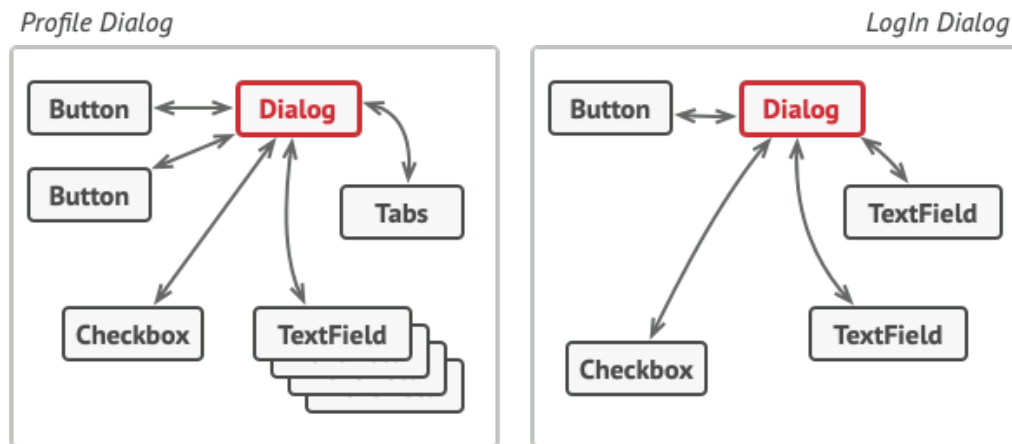 Profile Dialog
Button
Dialog
Button
Tabs
Checkbox
TextField
LogIn Dialog
Button
Dialog
TextField
TextField
Checkbox